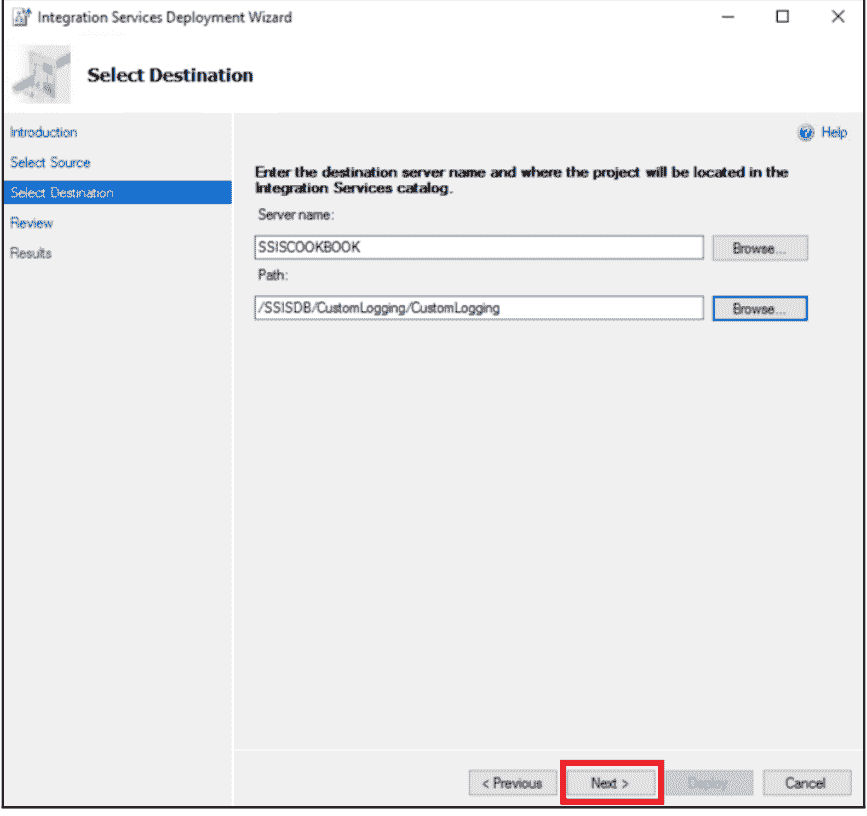 Integration Services Deployment Wizard
Select Destination
Introduction
Select Source
Select Destination
Review
Results
Help
Enter the destination server name and where the project will be located in the
Integration Services catalog.
Server name:
SSISCOOKBOOK
Browse...
Path:
/SSISDB/CustomLogging/CustomLogging
Browse...
< Previous
Next >
Deploy
Cancel